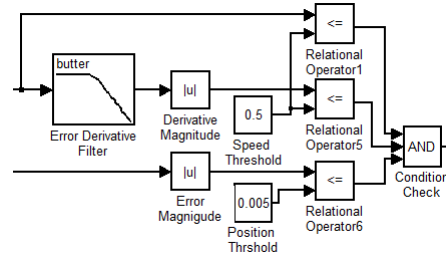 <=
Relational
Operator1
butter
Error Derivative
Filter
|u|
Derivative
Magnitude
0.5
Speed
Threshold
<=
Relational
Operator5
AND
Condition
Check
|u|
Error
Magnigude
0.005
Position
Thrshold
<=
Relational
Operator6